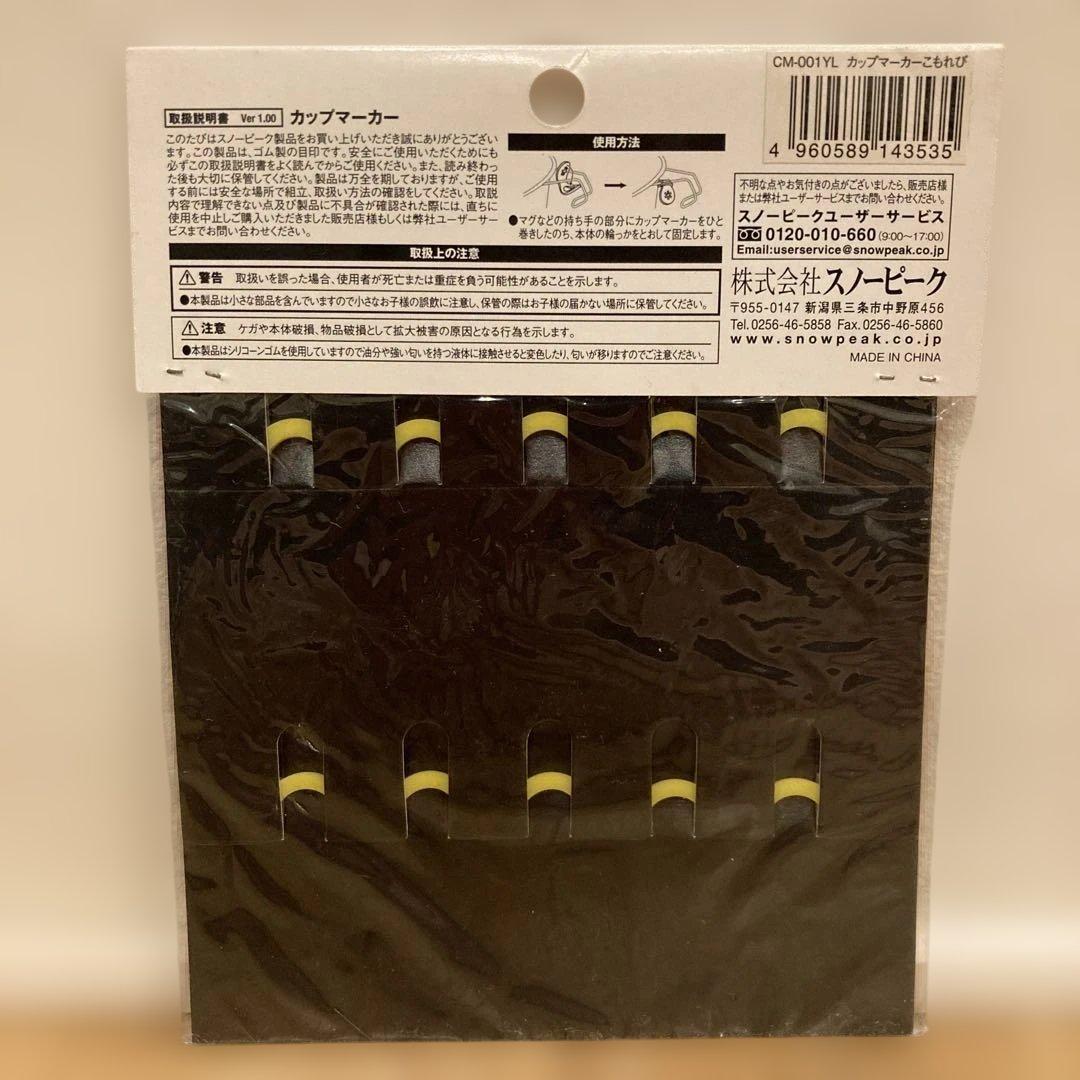 CM-001YL カップマーカーこもれび
4 960589 143535
取扱説明書 Ver 1.00 カップマーカー
このたびはスノーピーク製品をお買い上げいただき誠にありがとうござい
ます。この製品は、ゴム製の目印です。安全にご使用いただくためにも
必ずこの取扱説明書をよく読んでからご使用ください。また、読み終わっ
た後も大切に保管してください。製品は万全を期しておりますが、ご使用
する前には安全な場所で組立、取扱い方法の確認をしてください。取説
内容で理解できない点及び製品に不具合が確認された際には、直ちに
使用を中止しご購入いただきました販売店様もしくは弊社ユーザーサー
ビスまでお問い合わせください。
使用方法
●マグなどの持ち手の部分にカップマーカーをひと
巻きしたのち、本体の輪っかをとおして固定します。
取扱上の注意
警告 取扱いを誤った場合、使用者が死亡または重症を負う可能性があることを示します。
●本製品は小さな部品を含んでいますので小さなお子様の誤飲に注意し、保管の際はお子様の届かない場所に保管してください。
注意 ケガや本体破損、物品破損として拡大被害の原因となる行為を示します。
●本製品はシリコーンゴムを使用していますので油分や強い匂いを持つ液体に接触させると変色したり、匂いが移りますのでご注意ください。
不明な点やお気付きの点がございましたら、販売店様
または弊社ユーザーサービスまでお問い合わせください。
スノーピークユーザーサービス
0120-010-660 (9:00~17:00)
Email:userservice@snowpeak.co.jp
株式会社スノーピーク
〒955-0147 新潟県三条市中野原456
Tel.0256-46-5858 Fax.0256-46-5860
www.snowpeak.co.jp
MADE IN CHINA